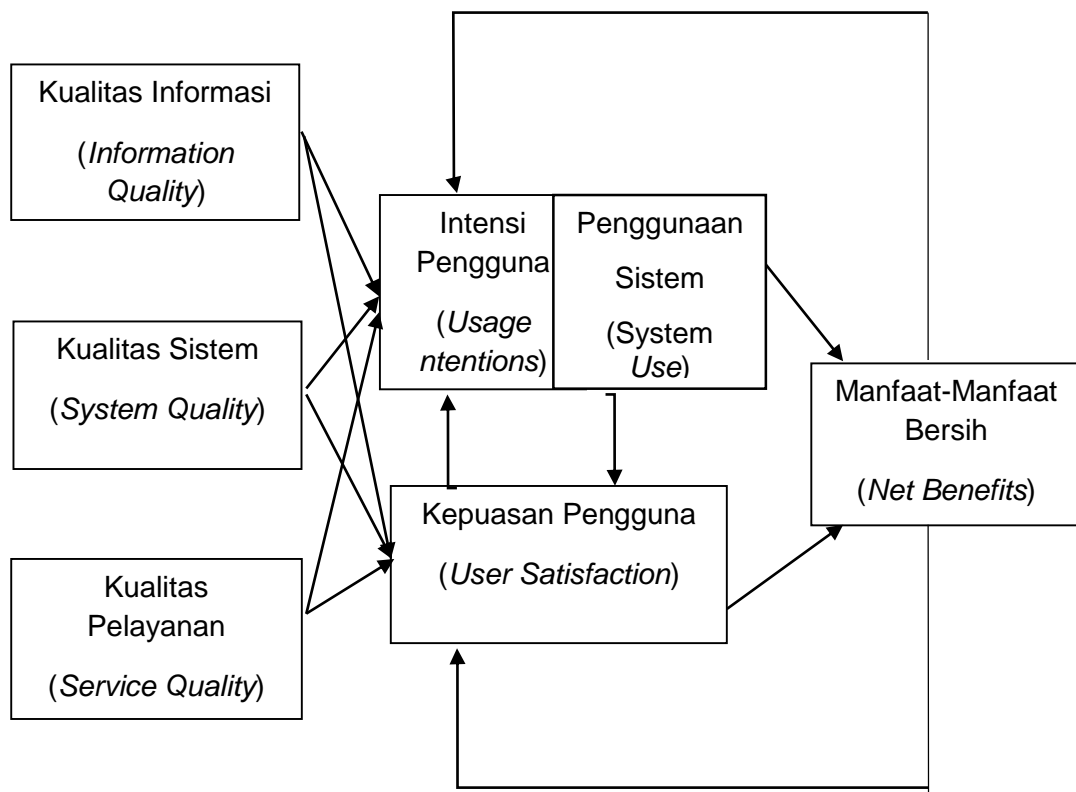 Kualitas Informasi
(Information
Quality)
Kualitas Sistem
(System Quality)
Kualitas
Pelayanan
(Service Quality)
Intensi
Pengguna
(Usage
ntentions)
Penggunaan
Sistem
(System
Use)
Kepuasan Pengguna
(User Satisfaction)
Manfaat-Manfaat
Bersih
(Net Benefits)